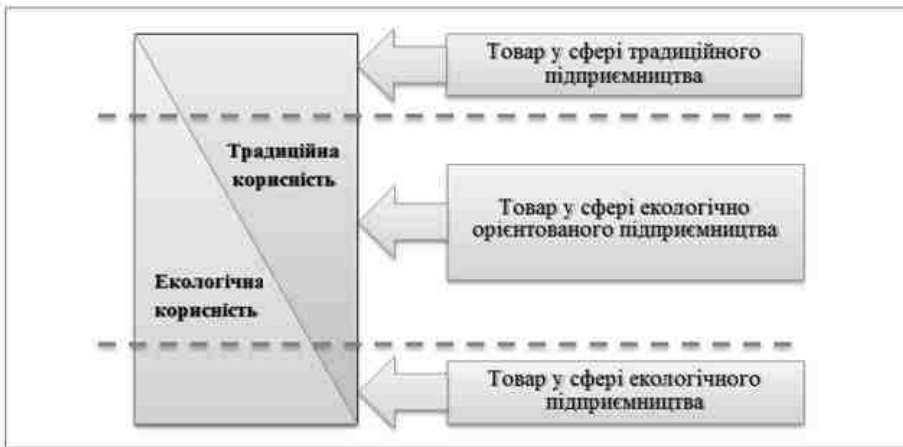 Товар у сфері традиційного
підприємництва
Традиційна
корисність
Товар у сфері екологічно
орієнтованого підприємництва
Екологічна
корисність
Товар у сфері екологічного
підприємництва